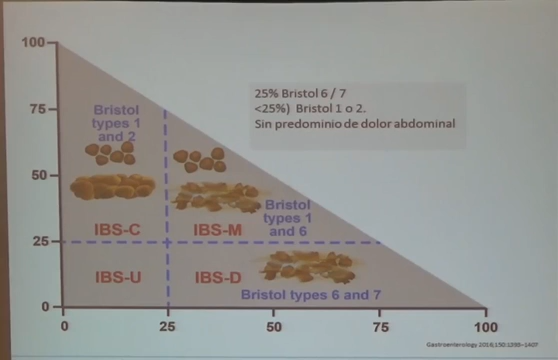 100
75
50
25
0
0
25
50
75
100
Bristol
types 1
and 2
IBS-C
IBS-M
Bristol
types 1
and 6
IBS-U
IBS-D
Bristol types 6 and 7
25% Bristol 6 / 7
<25%) Bristol 1 o 2.
Sin predominio de dolor abdominal
Gastroenterology 2016;150:1393–1407